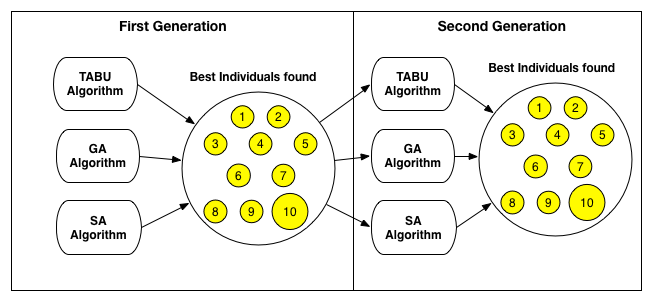 First Generation
TABU
Algorithm
GA
Algorithm
SA
Algorithm
Best Individuals found
1 2
3 4 5
6 7
8 9 10
Second Generation
TABU
Algorithm
GA
Algorithm
SA
Algorithm
Best Individuals found
1 2
3 4 5
6 7
8 9 10